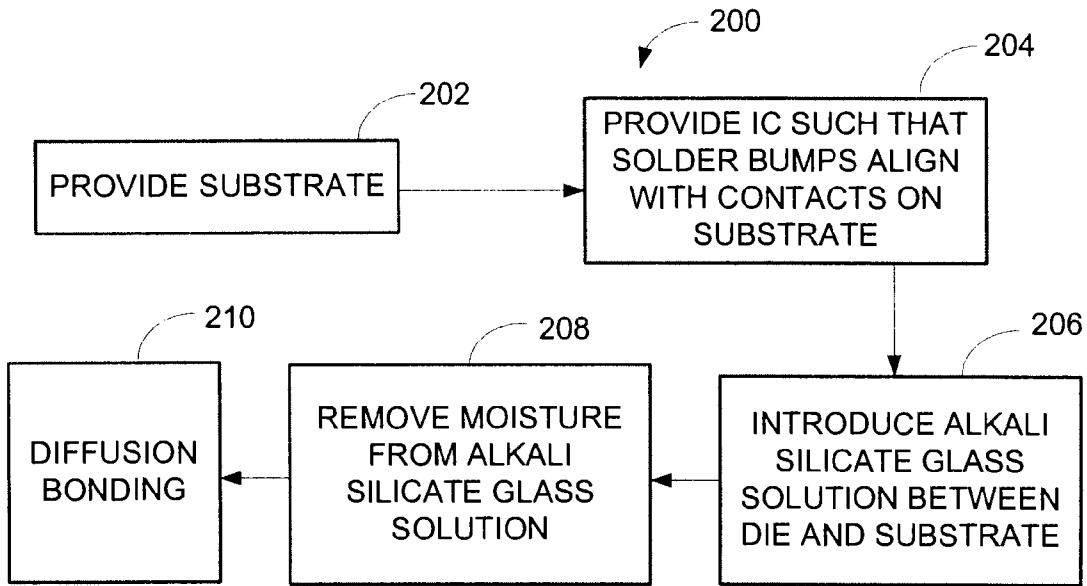 200
202
PROVIDE SUBSTRATE
204
PROVIDE IC SUCH THAT
SOLDER BUMPS ALIGN
WITH CONTACTS ON
SUBSTRATE
206
INTRODUCE ALKALI
SILICATE GLASS
SOLUTION BETWEEN
DIE AND SUBSTRATE
208
REMOVE MOISTURE
FROM ALKALI
SILICATE GLASS
SOLUTION
210
DIFFUSION
BONDING